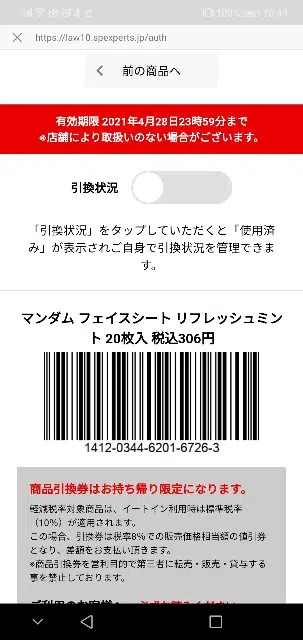 100% 10:49
https://law10.spexperts.jp/auth
前の商品へ
有効期限 2021年4月28日23時59分まで
※店舗により取扱いのない場合がございます。
引換状況
「引換状況」をタップしていただくと「使用済
み」が表示されご自身で引換状況を管理できま
す。
マンダム フェイスシート リフレッシュミン
ト 20枚入 税込306円
1412-0344-6201-6726-3
商品引換券はお持ち帰り限定になります。
軽減税率対象商品は、イートイン利用時は標準税率
（10％）が適用されます。
この場合、引換券は税率8％での販売価格相当額の値引券
となり、差額をお支払い頂きます。
※商品引換券を営利目的で第三者に転売・販売・貸与する
事を禁止しております。